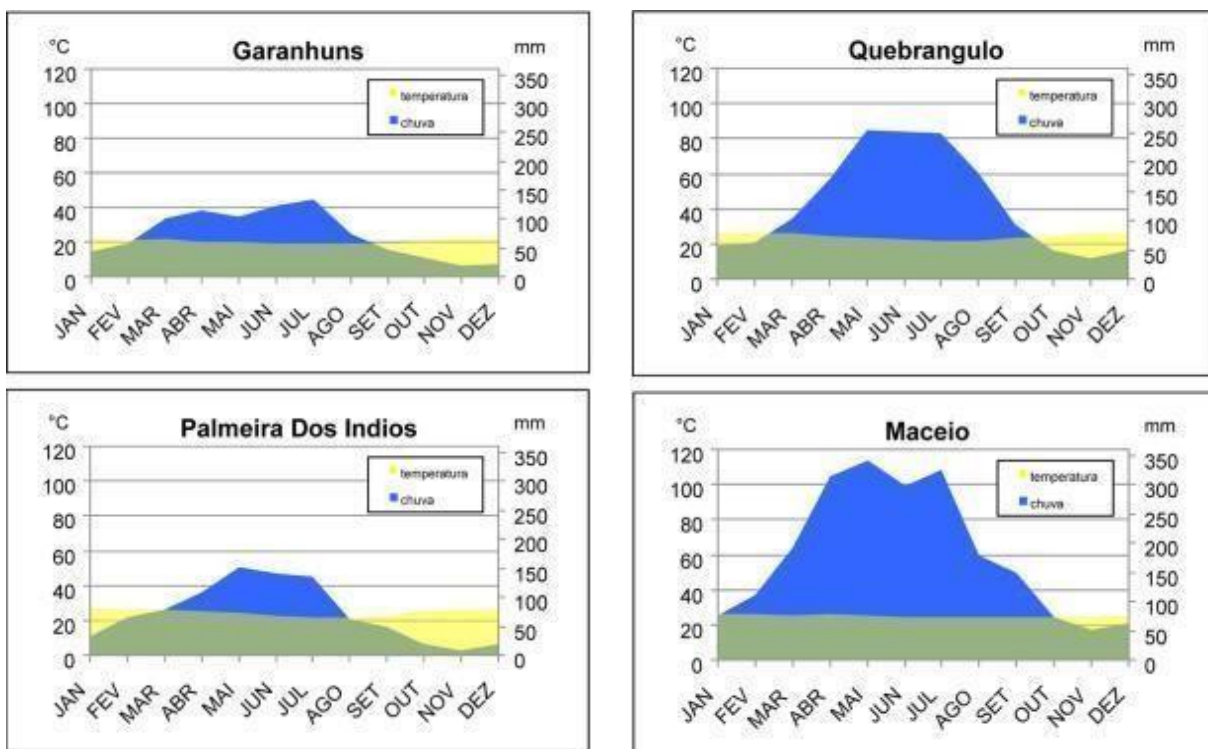 °C
Garanhuns
mm
120
100
80
60
40
20
0
350
300
250
200
150
100
50
0
temperatura
chuva
JAN
FEV
MAR
ABR
MAI
JUN
JUL
AGO
SET
OUT
NOV
DEZ
°C
Quebrangulo
mm
120
100
80
60
40
20
0
350
300
250
200
150
100
50
0
temperatura
chuva
JAN
FEV
MAR
ABR
MAI
JUN
JUL
AGO
SET
OUT
NOV
DEZ
°C
Palmeira Dos Indios
mm
120
100
80
60
40
20
0
350
300
250
200
150
100
50
0
temperatura
chuva
JAN
FEV
MAR
ABR
MAI
JUN
JUL
AGO
SET
OUT
NOV
DEZ
°C
Maceio
mm
120
100
80
60
40
20
0
350
300
250
200
150
100
50
0
temperatura
chuva
JAN
FEV
MAR
ABR
MAI
JUN
JUL
AGO
SET
OUT
NOV
DEZ